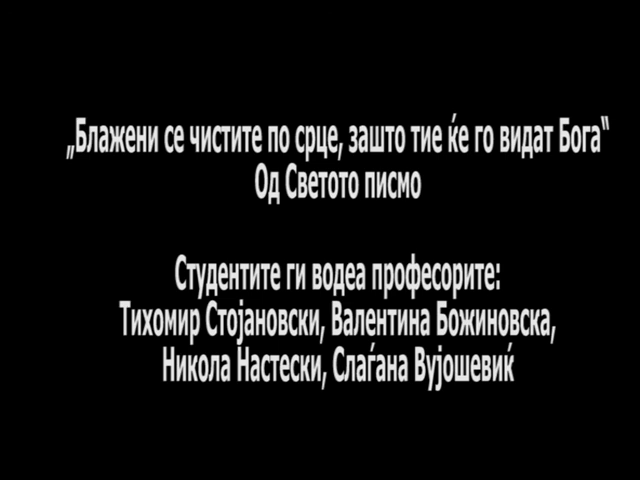 „Блажени се чистите по срце, зашто тие ќе го видат Бога“
Од Светото писмо
Студентите ги водеа професорите:
Тихомир Стојановски, Валентина Божиновска,
Никола Настески, Слаѓана Вујошевиќ